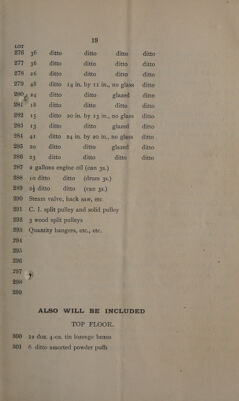 19
LOT
276 36 ditto ditto ditto ditto
277 36 ditto ditto ditto ditto
278 26 ditto ditto ditto ditto
279 48 ditto 14 in. by 11 in., no glass ditto
280 24 ditto ditto glazed ditto
281 18 ditto ditto ditto ditto
282 15 ditto 20 in. by 13 in., no glass ditto
283 13 ditto ditto glazed ditto
284 41 ditto 24 in. by 20 in., no glass ditto
285 20 ditto ditto glazed ditto
286 23 ditto ditto ditto ditto
287 2 gallons engine oil (can 3s.)
288 10 ditto ditto (drum 3s.)
289 0½ ditto ditto (can 3s.)
290 Steam valve, hack saw, etc
291 C. I. split pulley and solid pulley
292 3 wood split pulleys
293 Quantity hangers, etc., etc.
294
295
296
297
298
299
ALSO WILL BE INCLUDED
TOP FLOOR.
300 22 doz. 4-oz. tin lozenge boxes
301 6 ditto assorted powder puffs